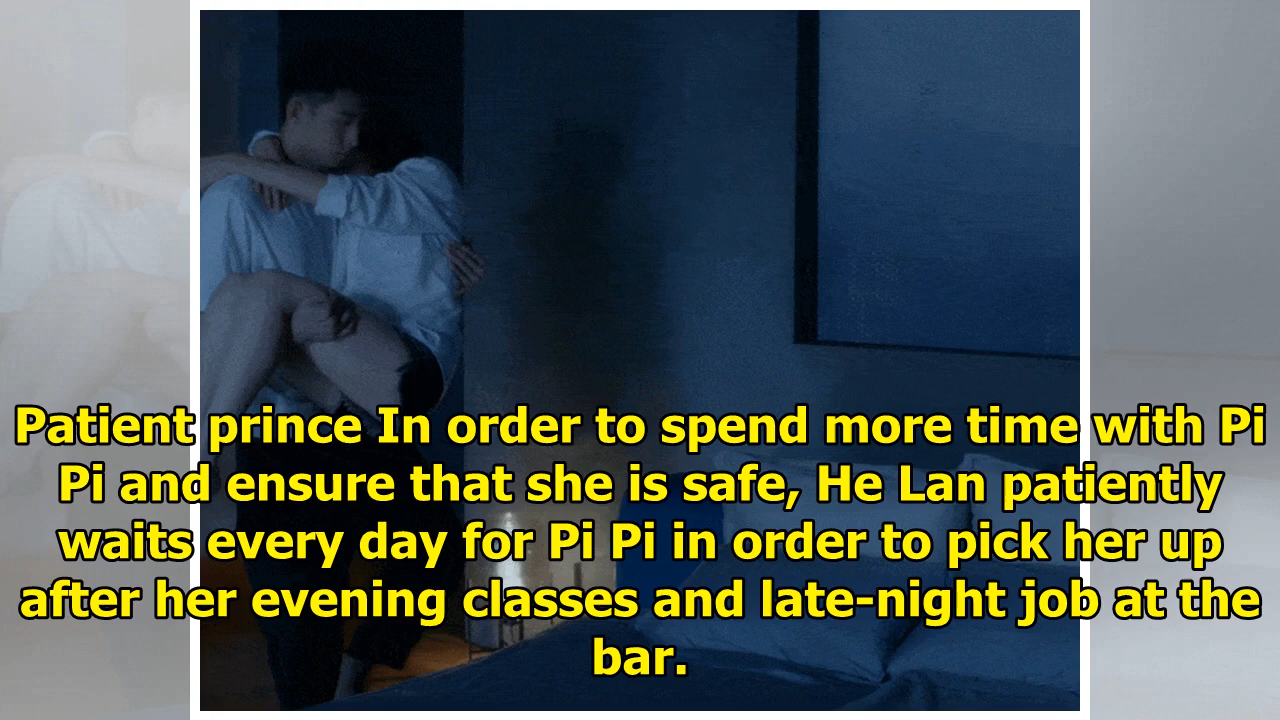 Patient prince In order to spend more time with Pi
Pi and ensure that she is safe, He Lan patiently
waits every day for Pi Pi in order to pick her up
after her evening classes and late-night job at the
bar.